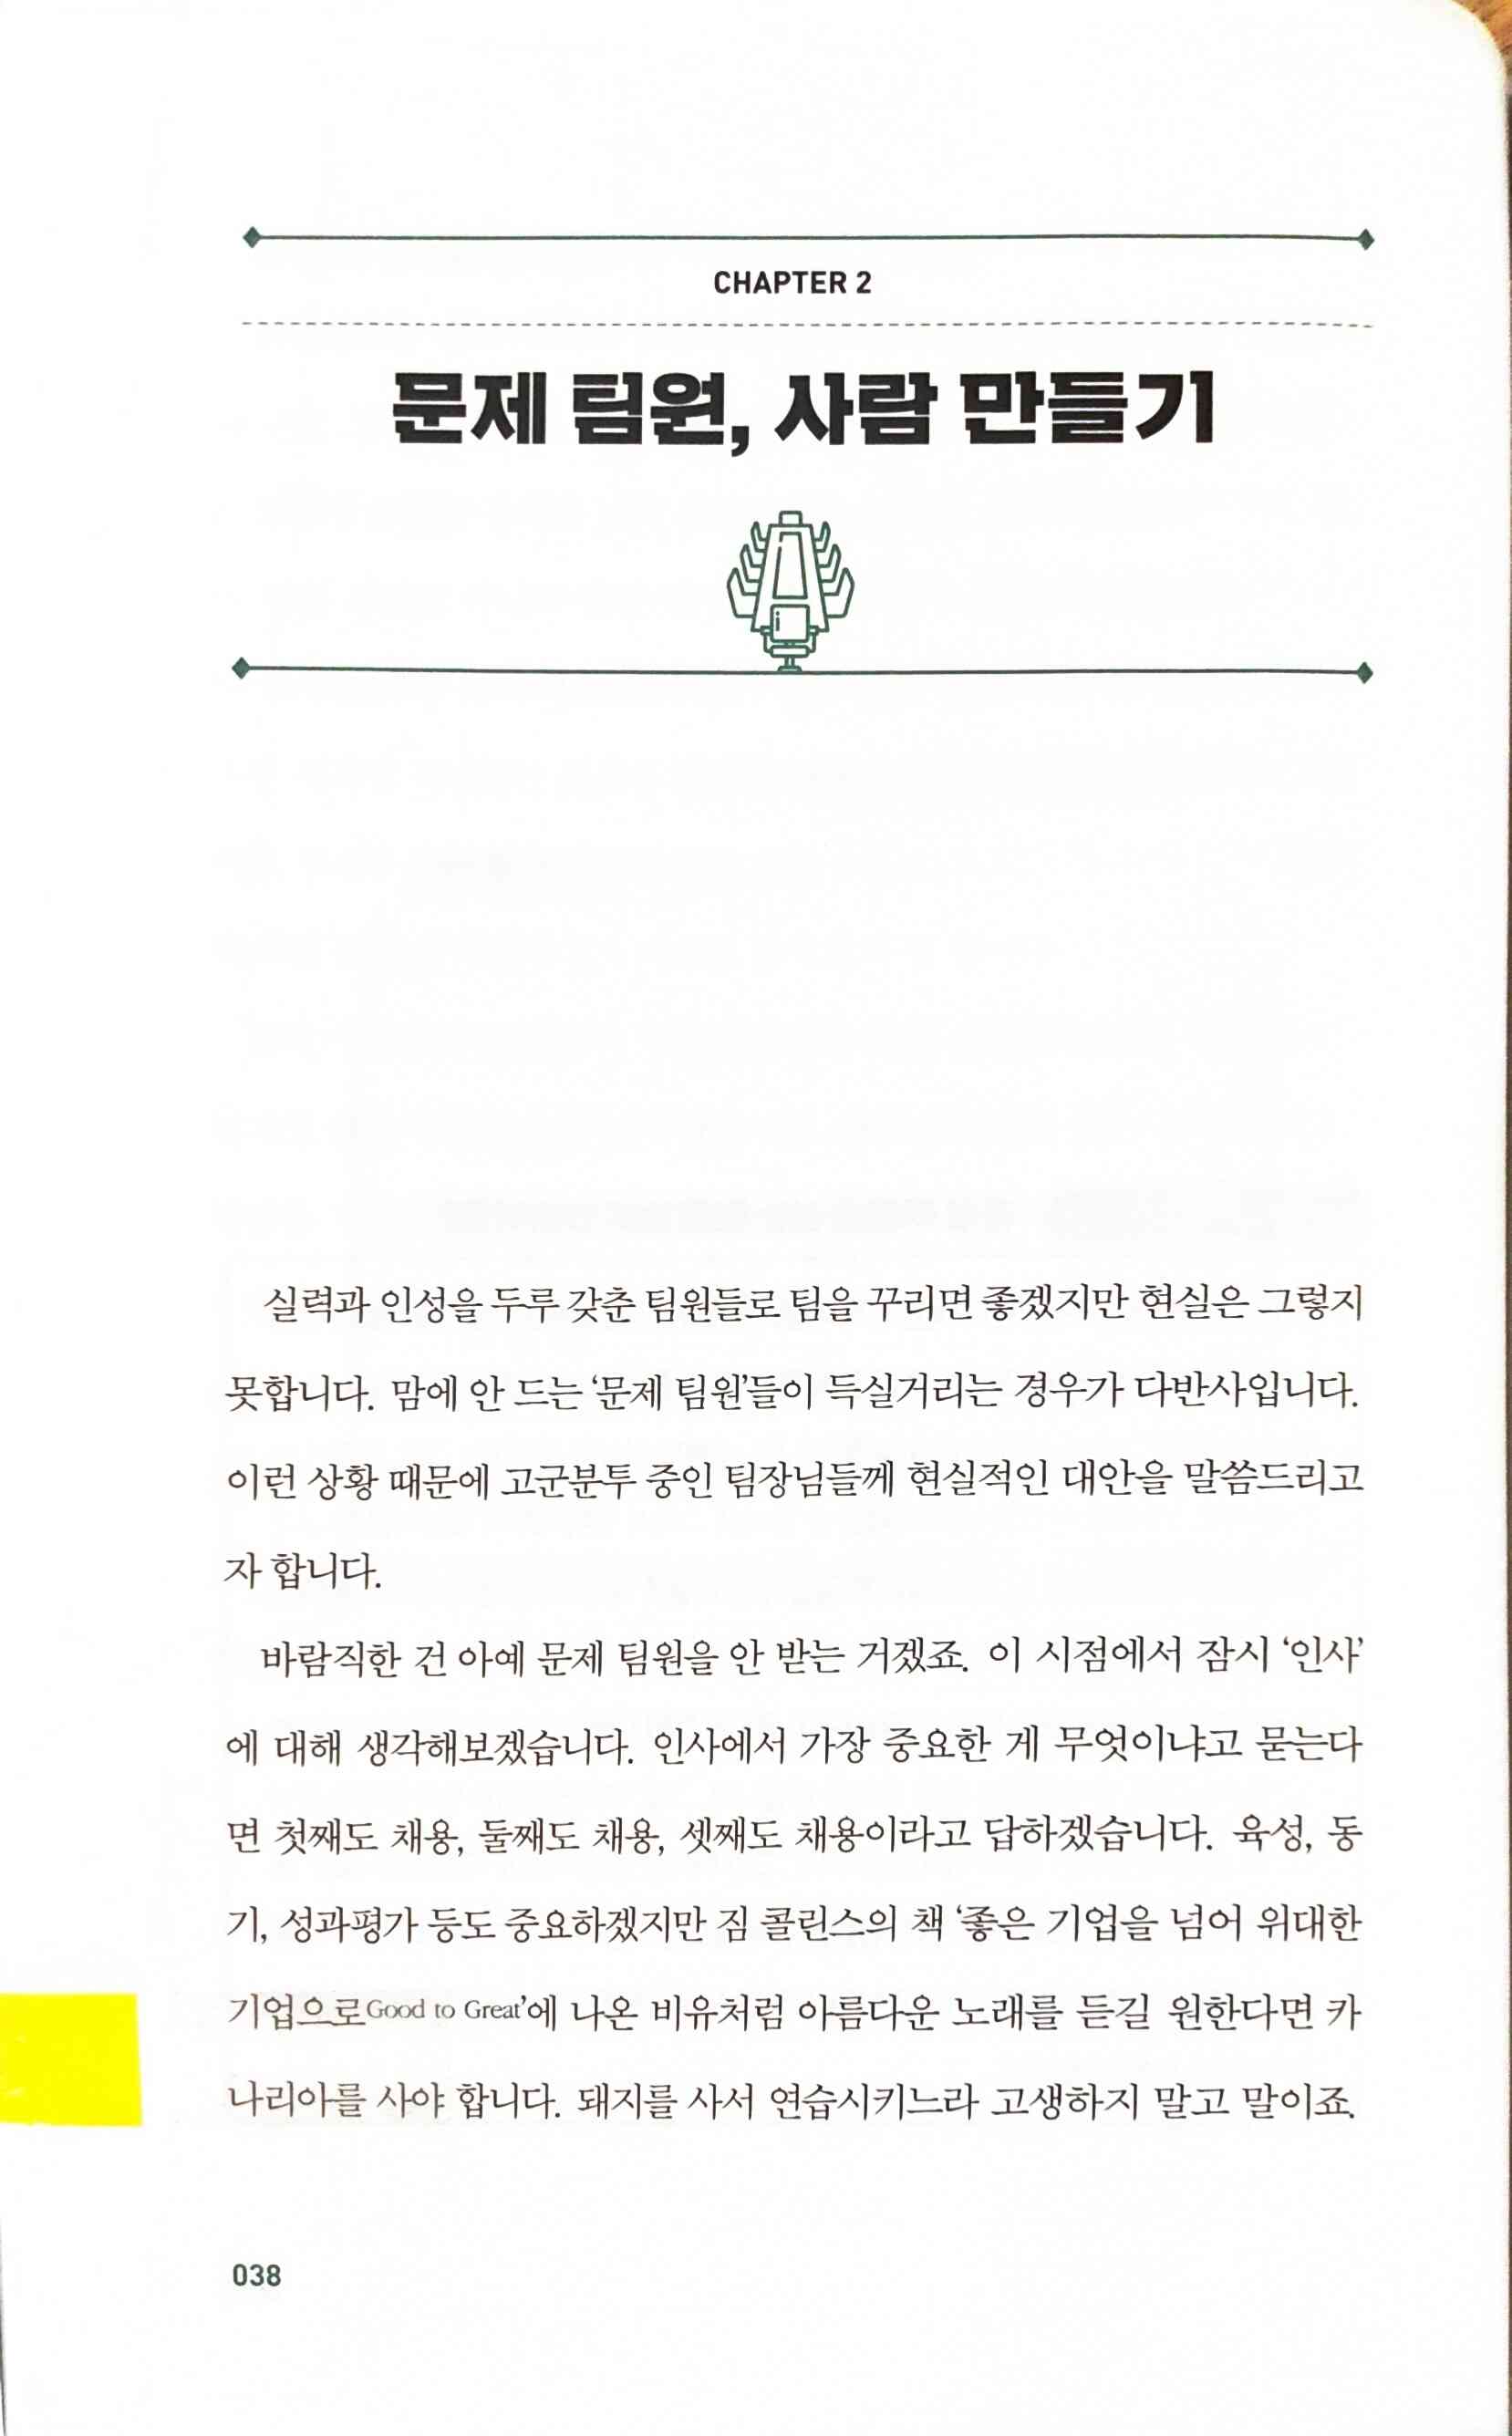 CHAPTER 2
문제 팀원, 사람 만들기
실력과 인성을 두루 갖춘 팀원들로 팀을 꾸리면 좋겠지만 현실은 그렇지
못합니다. 맘에 안 드는 ‘문제 팀원’들이 득실거리는 경우가 다반사입니다.
이런 상황 때문에 고군분투 중인 팀장님들께 현실적인 대안을 말씀드리고
자 합니다.
바람직한 건 아예 문제 팀원을 안 받는 거겠죠. 이 시점에서 잠시 ‘인사’
에 대해 생각해보겠습니다. 인사에서 가장 중요한 게 무엇이냐고 묻는다
면 첫째도 채용, 둘째도 채용, 셋째도 채용이라고 답하겠습니다. 육성, 동
기, 성과평가 등도 중요하겠지만 짐 콜린스의 책 ‘좋은 기업을 넘어 위대한
기업으로Good to Great’에 나온 비유처럼 아름다운 노래를 듣길 원한다면 카
나리아를 사야 합니다. 돼지를 사서 연습시키느라 고생하지 말고 말이죠.
038